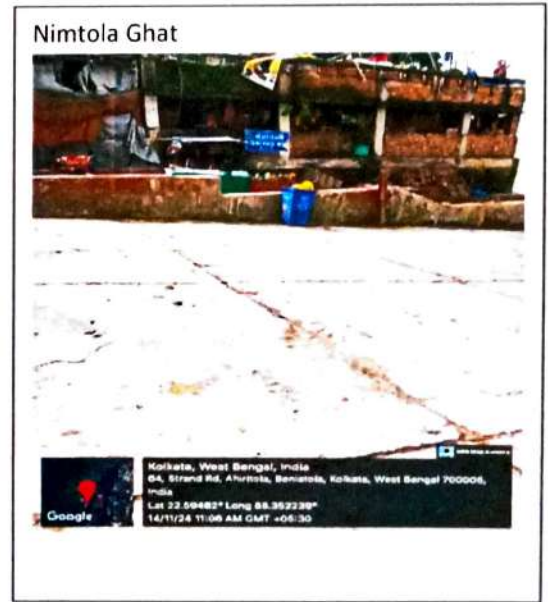 Nimtola Ghat
Google
Kolkata, West Bengal, India
64, Strand Rd, Ahiritola, Beniatola, Kolkata, West Bengal 700006,
India
Lat 22.59482° Long 88.352239°
14/11/24 11:06 AM GMT +05:30